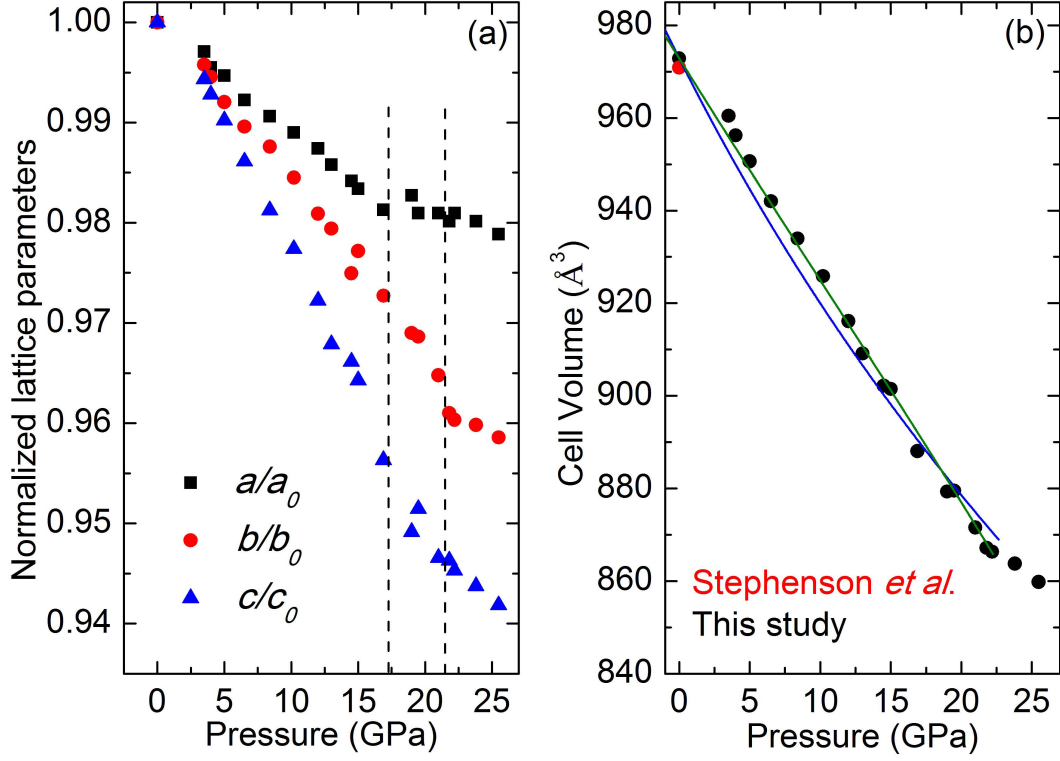 (a)
Normalized lattice parameters
1.00
0.99
0.98
0.97
0.96
0.95
0.94
a/a0
b/b0
c/c0
0 5 10 15 20 25
Pressure (GPa)
(b)
Cell Volume (Å3)
980
960
940
920
900
880
860
840
Stephenson et al.
This study
0 5 10 15 20 25
Pressure (GPa)